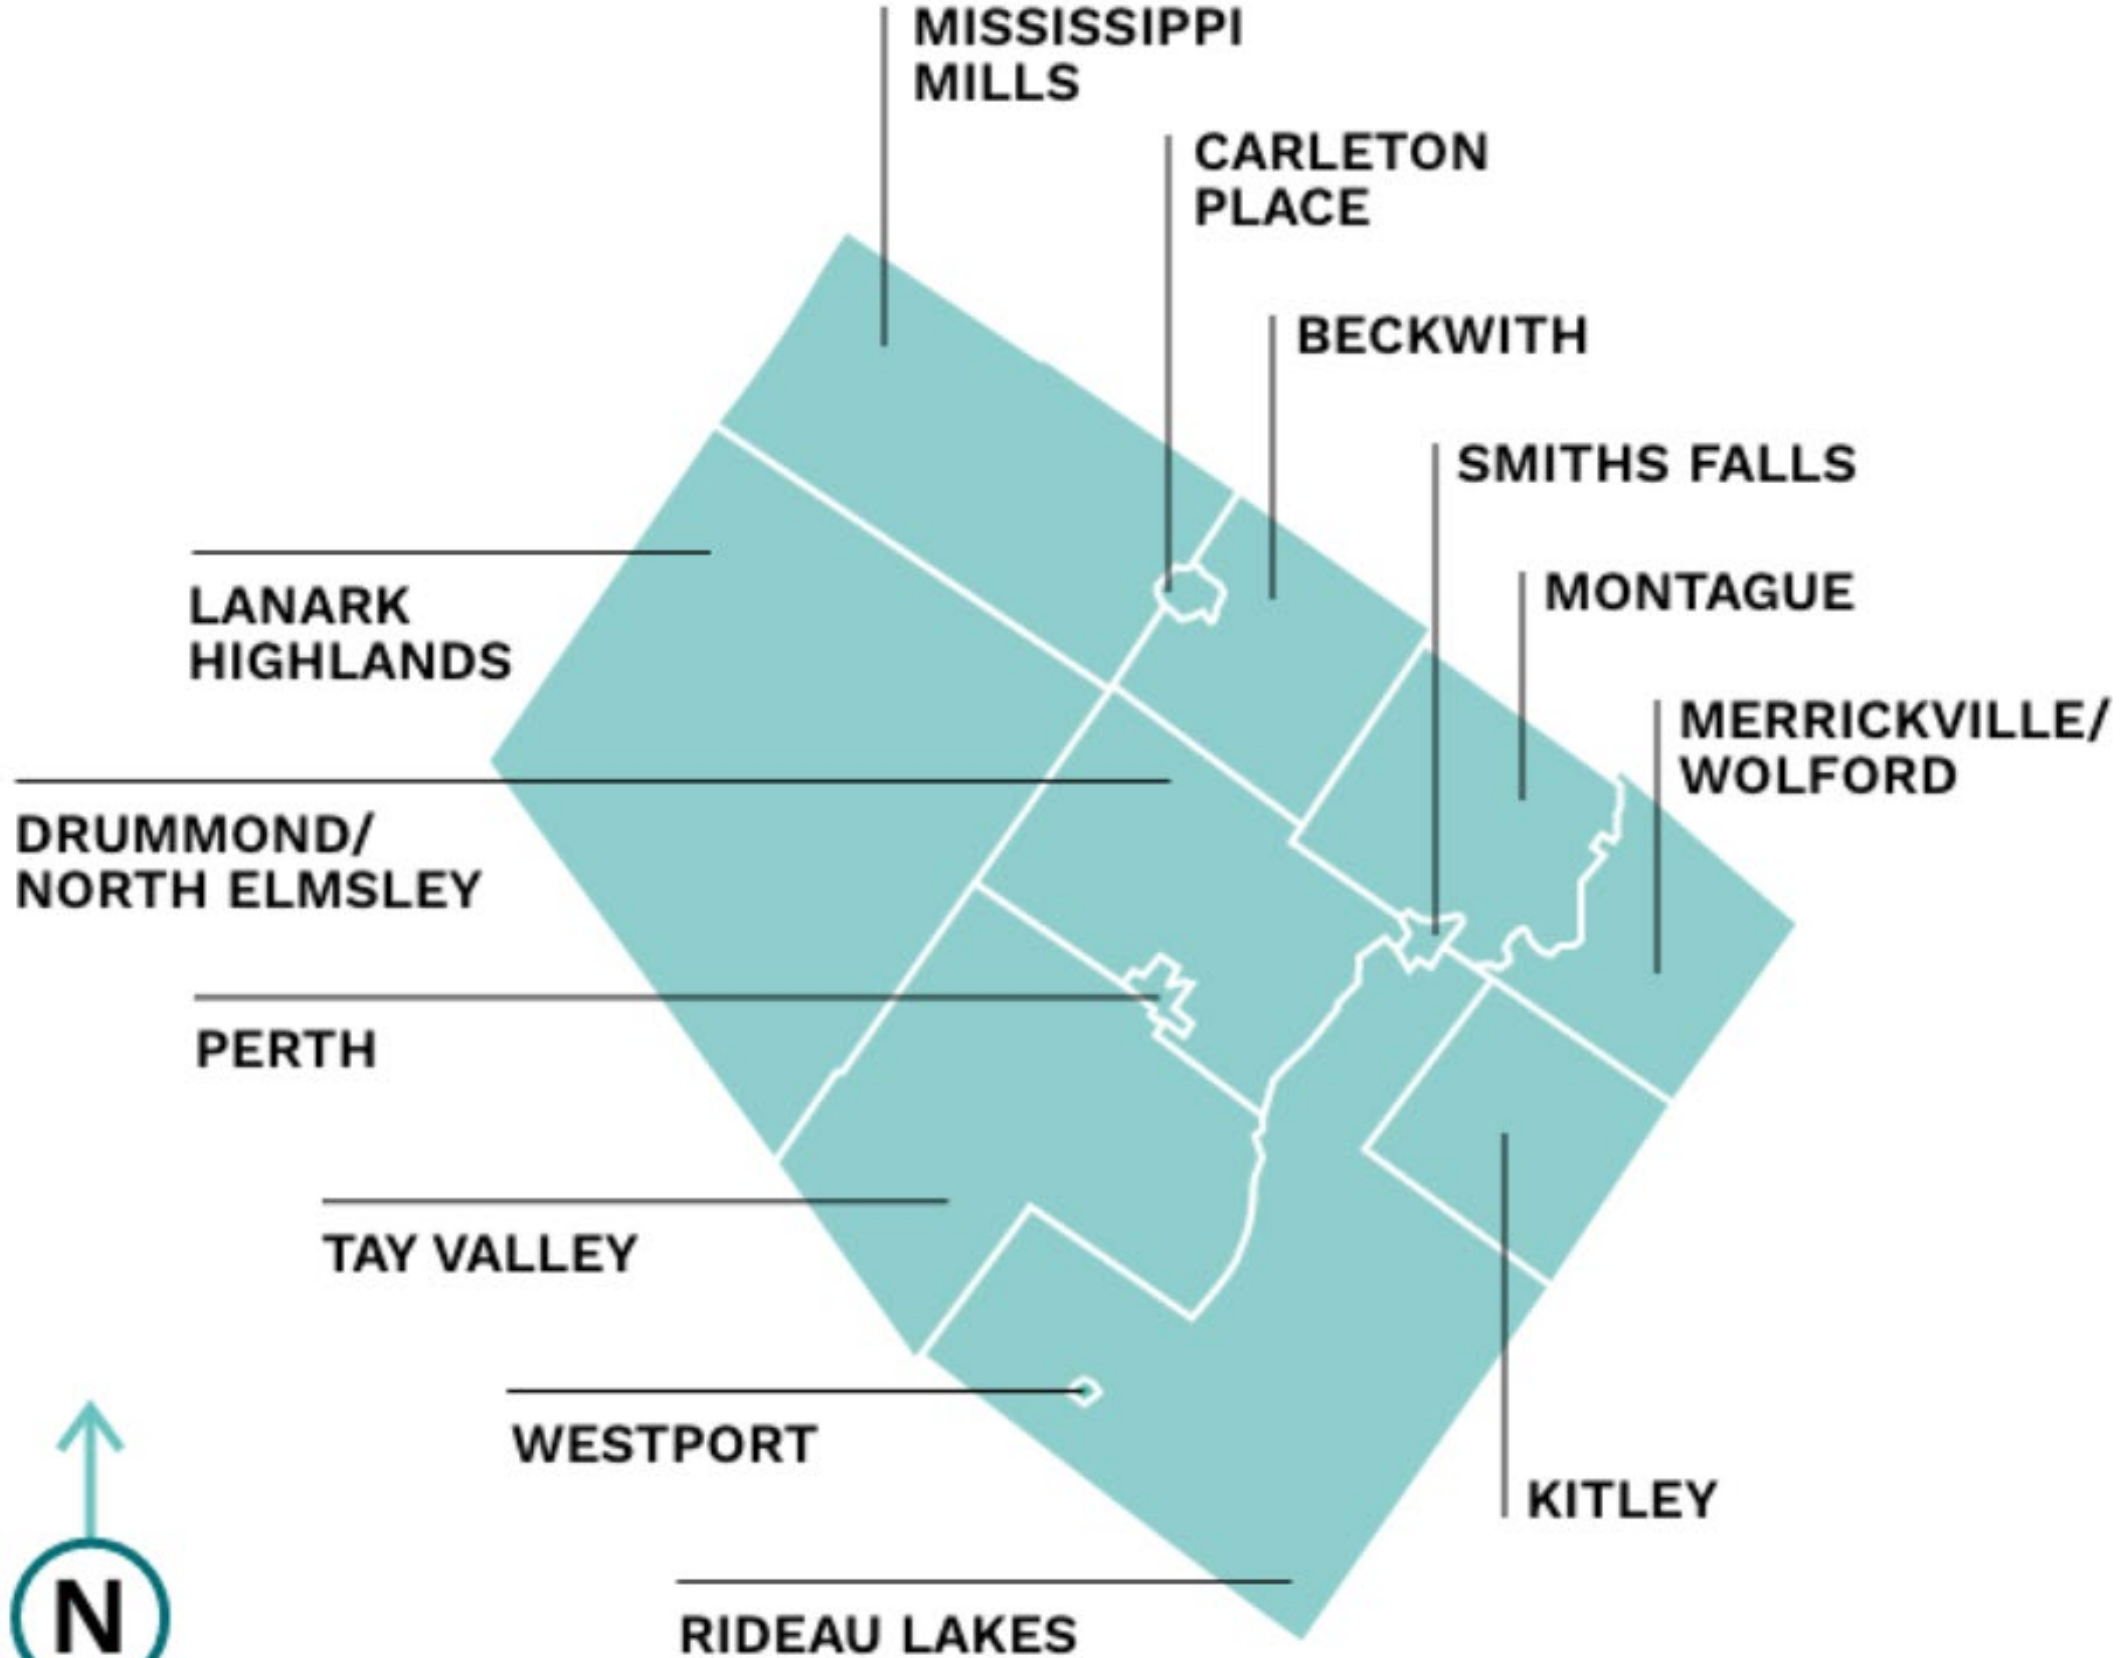 MISSISSIPPI
MILLS
CARLETON
PLACE
BECKWITH
SMITHS FALLS
MONTAGUE
MERRICKVILLE/
WOLFORD
LANARK
HIGHLANDS
DRUMMOND/
NORTH ELMSLEY
PERTH
TAY VALLEY
WESTPORT
KITLEY
RIDEAU LAKES
N